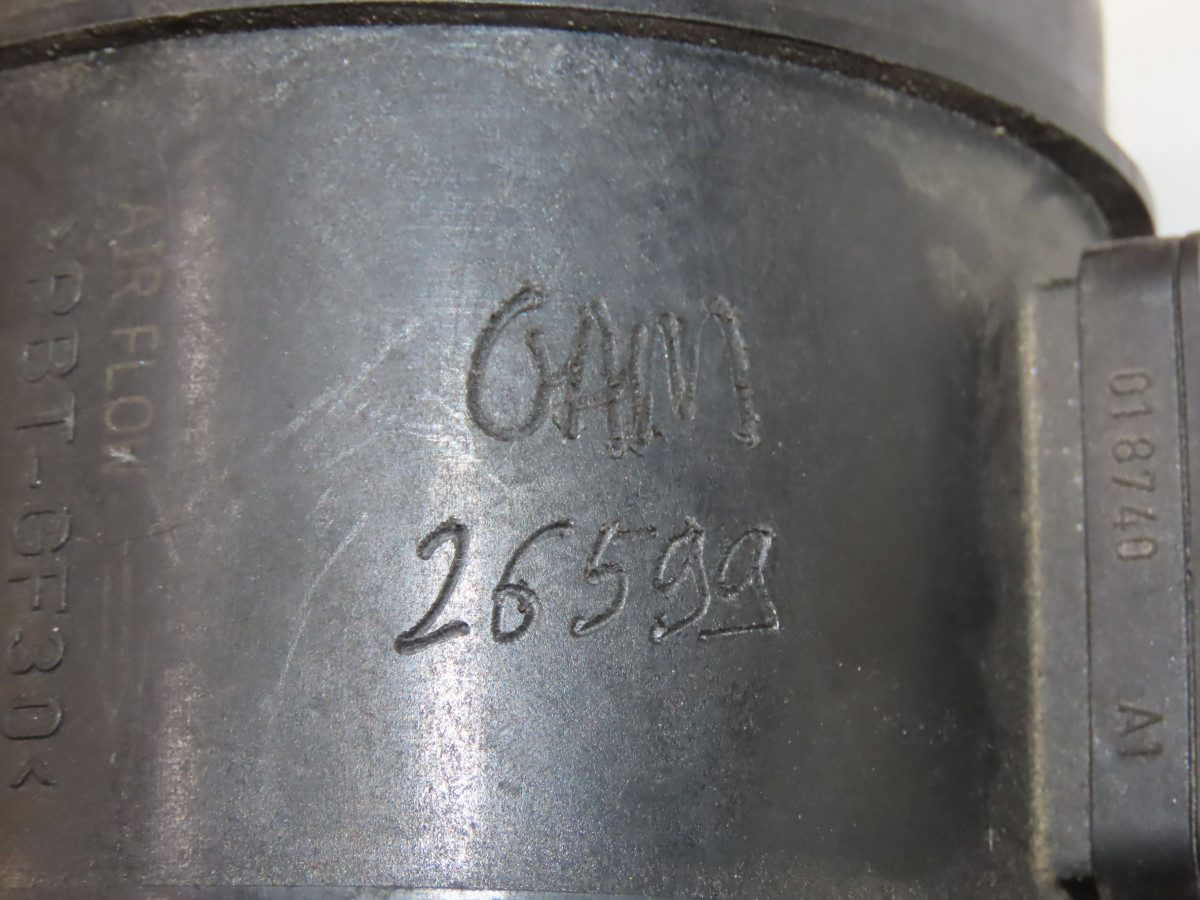 AIR FLOW
>PBT-GF30<
GAM
26599
018740 A1